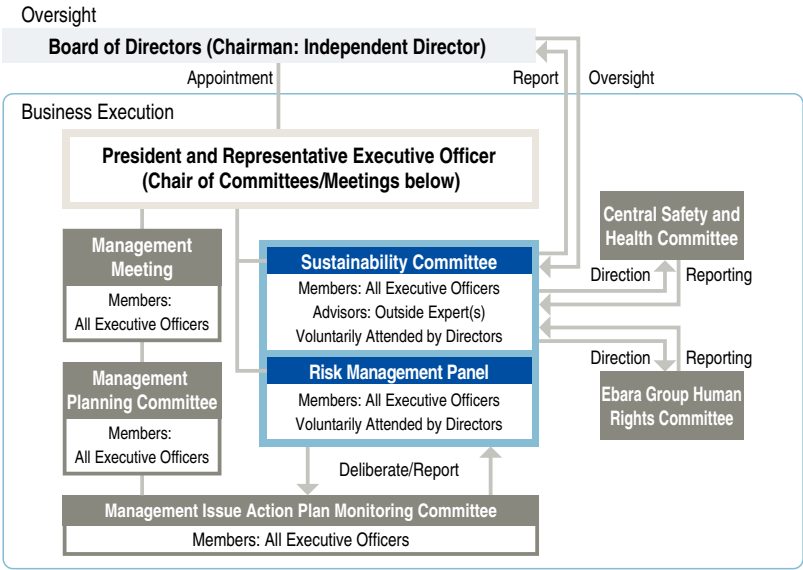 Oversight
Board of Directors (Chairman: Independent Director)
Appointment
Report
Oversight
Business Execution
President and Representative Executive Officer
(Chair of Committees/Meetings below)
Management
Meeting
Members:
All Executive Officers
Management
Planning Committee
Members:
All Executive Officers
Sustainability Committee
Members: All Executive Officers
Advisors: Outside Expert(s)
Voluntarily Attended by Directors
Risk Management Panel
Members: All Executive Officers
Voluntarily Attended by Directors
Central Safety and
Health Committee
Direction
Reporting
Direction
Reporting
Ebara Group Human
Rights Committee
Deliberate/Report
Management Issue Action Plan Monitoring Committee
Members: All Executive Officers